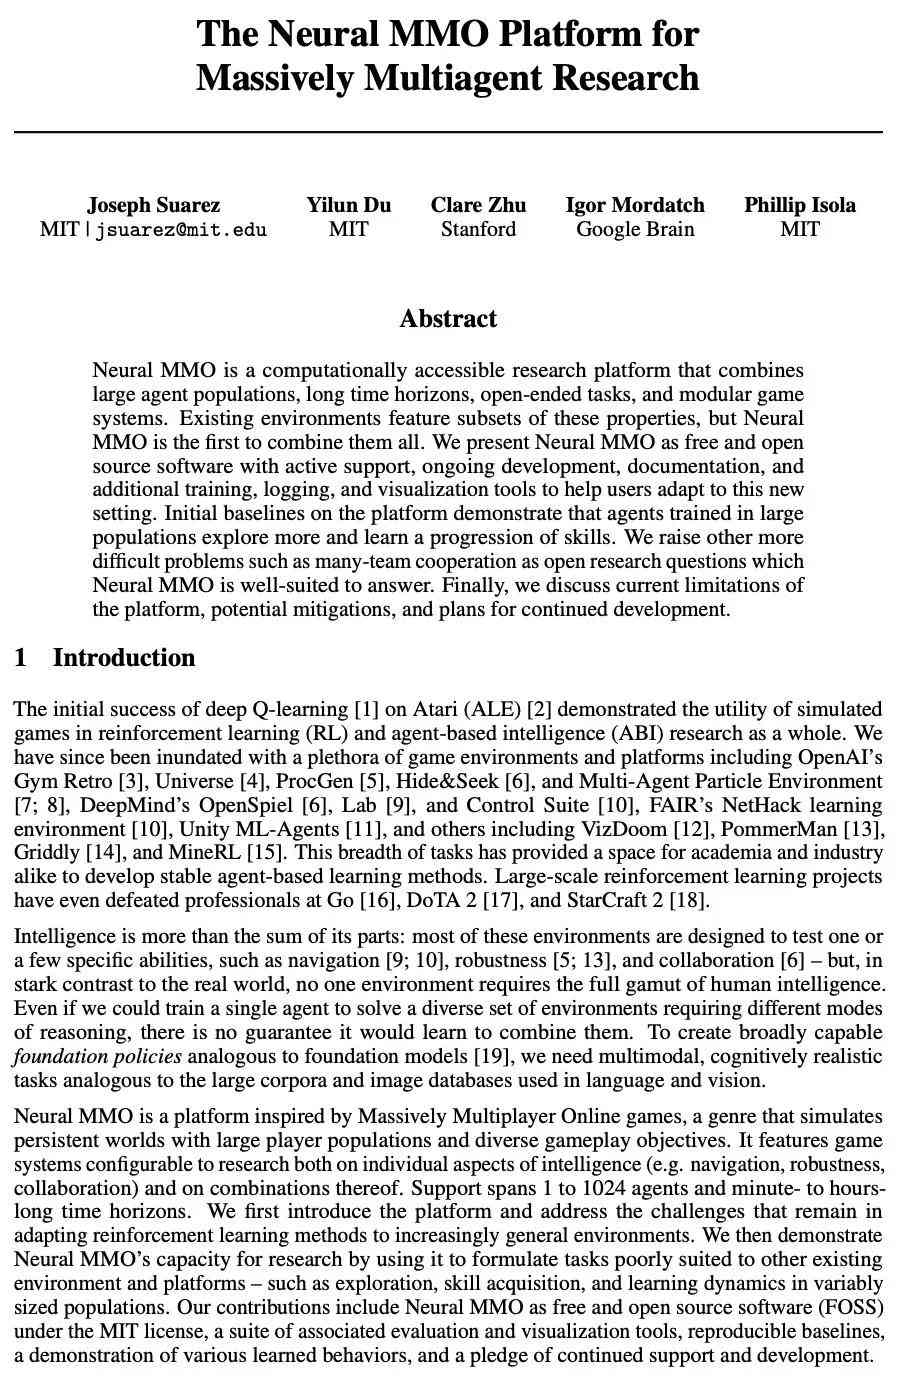 The Neural MMO Platform for
Massively Multiagent Research
Joseph Suarez
MIT | jsuarez@mit.edu
Yilun Du
MIT
Clare Zhu
Stanford
Igor Mordatch
Google Brain
Phillip Isola
MIT
Abstract
Neural MMO is a computationally accessible research platform that combines
large agent populations, long time horizons, open-ended tasks, and modular game
systems. Existing environments feature subsets of these properties, but Neural
MMO is the first to combine them all. We present Neural MMO as free and open
source software with active support, ongoing development, documentation, and
additional training, logging, and visualization tools to help users adapt to this new
setting. Initial baselines on the platform demonstrate that agents trained in large
populations explore more and learn a progression of skills. We raise other more
difficult problems such as many-team cooperation as open research questions which
Neural MMO is well-suited to answer. Finally, we discuss current limitations of
the platform, potential mitigations, and plans for continued development.
1 Introduction
The initial success of deep Q-learning [1] on Atari (ALE) [2] demonstrated the utility of simulated
games in reinforcement learning (RL) and agent-based intelligence (ABI) research as a whole. We
have since been inundated with a plethora of game environments and platforms including OpenAI's
Gym Retro [3], Universe [4], ProcGen [5], Hide&Seek [6], and Multi-Agent Particle Environment
[7; 8], DeepMind's OpenSpiel [6], Lab [9], and Control Suite [10], FAIR's NetHack learning
environment [10], Unity ML-Agents [11], and others including VizDoom [12], PommerMan [13],
Griddly [14], and MineRL [15]. This breadth of tasks has provided a space for academia and industry
alike to develop stable agent-based learning methods. Large-scale reinforcement learning projects
have even defeated professionals at Go [16], DoTA 2 [17], and StarCraft 2 [18].
Intelligence is more than the sum of its parts: most of these environments are designed to test one or
a few specific abilities, such as navigation [9; 10], robustness [5; 13], and collaboration [6] – but, in
stark contrast to the real world, no one environment requires the full gamut of human intelligence.
Even if we could train a single agent to solve a diverse set of environments requiring different modes
of reasoning, there is no guarantee it would learn to combine them. To create broadly capable
foundation policies analogous to foundation models [19], we need multimodal, cognitively realistic
tasks analogous to the large corpora and image databases used in language and vision.
Neural MMO is a platform inspired by Massively Multiplayer Online games, a genre that simulates
persistent worlds with large player populations and diverse gameplay objectives. It features game
systems configurable to research both on individual aspects of intelligence (e.g. navigation, robustness,
collaboration) and on combinations thereof. Support spans 1 to 1024 agents and minute- to hours-
long time horizons. We first introduce the platform and address the challenges that remain in
adapting reinforcement learning methods to increasingly general environments. We then demonstrate
Neural MMO's capacity for research by using it to formulate tasks poorly suited to other existing
environment and platforms – such as exploration, skill acquisition, and learning dynamics in variably
sized populations. Our contributions include Neural MMO as free and open source software (FOSS)
under the MIT license, a suite of associated evaluation and visualization tools, reproducible baselines,
a demonstration of various learned behaviors, and a pledge of continued support and development.